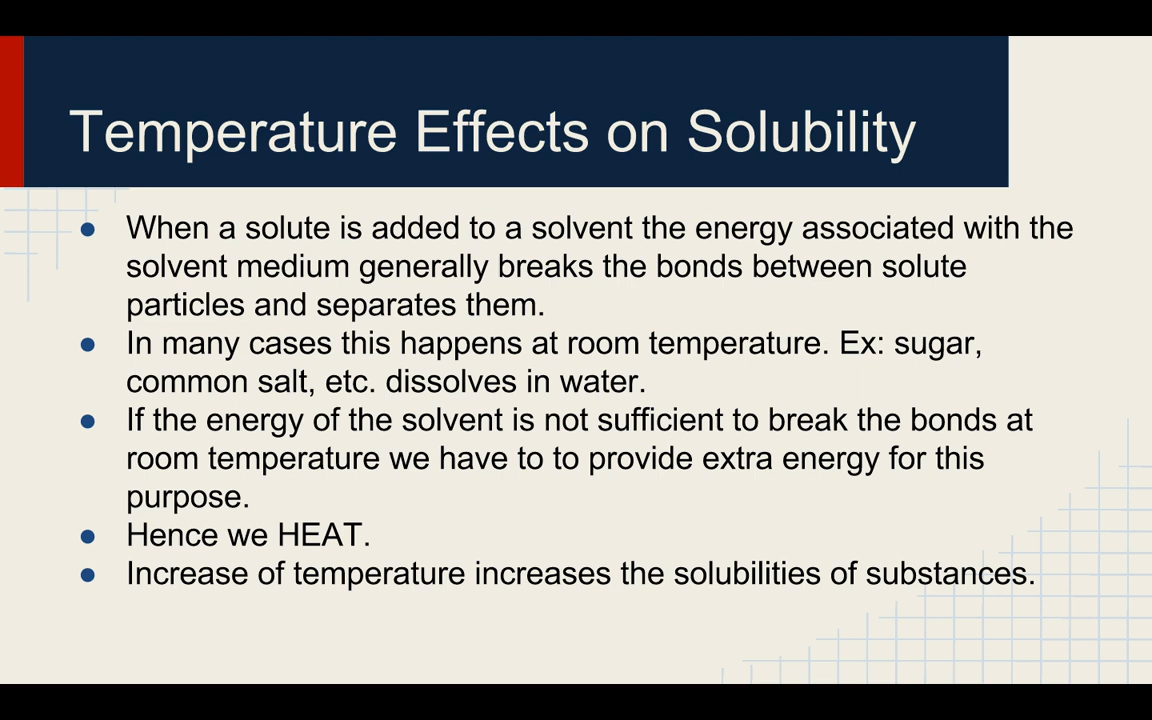 Temperature Effects on Solubility
● When a solute is added to a solvent the energy associated with the
solvent medium generally breaks the bonds between solute
particles and separates them.
● In many cases this happens at room temperature. Ex: sugar,
common salt, etc. dissolves in water.
● If the energy of the solvent is not sufficient to break the bonds at
room temperature we have to to provide extra energy for this
purpose.
● Hence we HEAT.
● Increase of temperature increases the solubilities of substances.